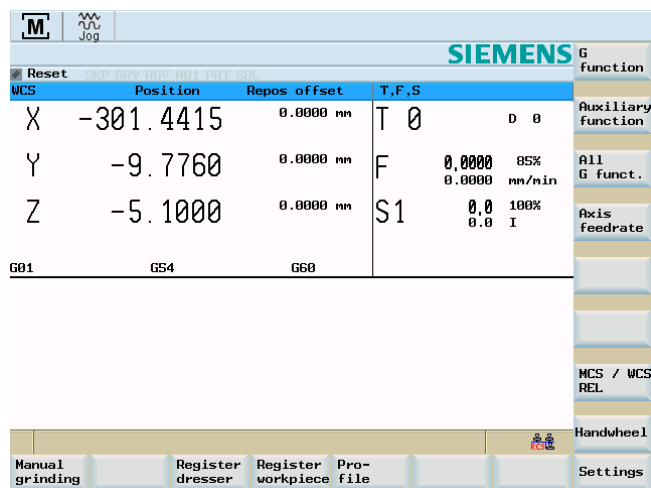 M
Jog
SIEMENS
Reset SKP DRY ROV M01 PRT SBL
WCS Position Repos offset T,F,S
X -301.4415 0.0000 mm T 0 D 0
Y -9.7760 0.0000 mm F 0.0000 85%
0.0000 mm/min
Z -5.1000 0.0000 mm S1 0.0 100%
0.0 I
G01 G54 G60
G
function
Auxiliary
function
All
G funct.
Axis
feedrate
MCS / WCS
REL
Handwheel
Settings
RCS
Manual
grinding
Register
dresser
Register
workpiece
Pro-
file